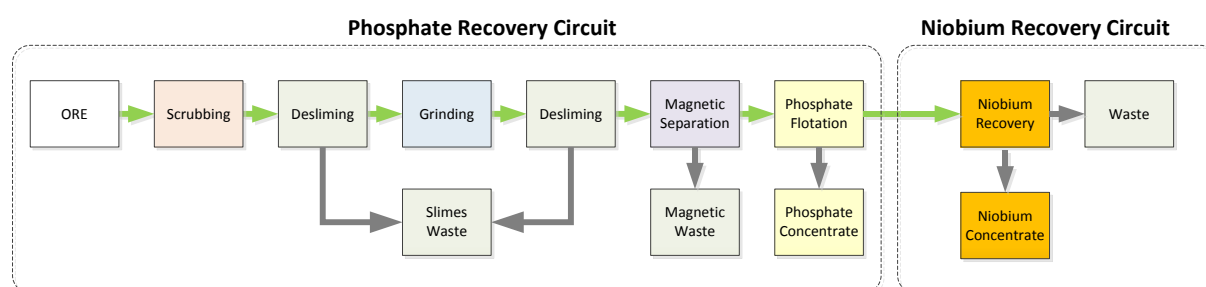 Phosphate Recovery Circuit
Niobium Recovery Circuit
ORE
Scrubbing
Desliming
Grinding
Desliming
Magnetic
Separation
Phosphate
Flotation
Niobium
Recovery
Waste
Slimes
Waste
Magnetic
Waste
Phosphate
Concentrate
Niobium
Concentrate